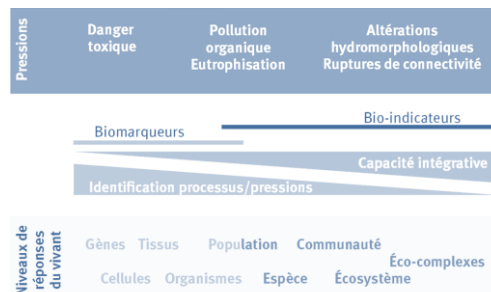 Pressions
Danger
toxique
Pollution
organique
Eutrophisation
Altérations
hydromorphologiques
Ruptures de connectivité
Bio-indicateurs
Biomarqueurs
Capacité intégrative
Identification processus/pressions
Niveaux de
réponses
du vivant
Gènes Tissus Population Communauté
Éco-complexes
Cellules Organismes Espèce Écosystème